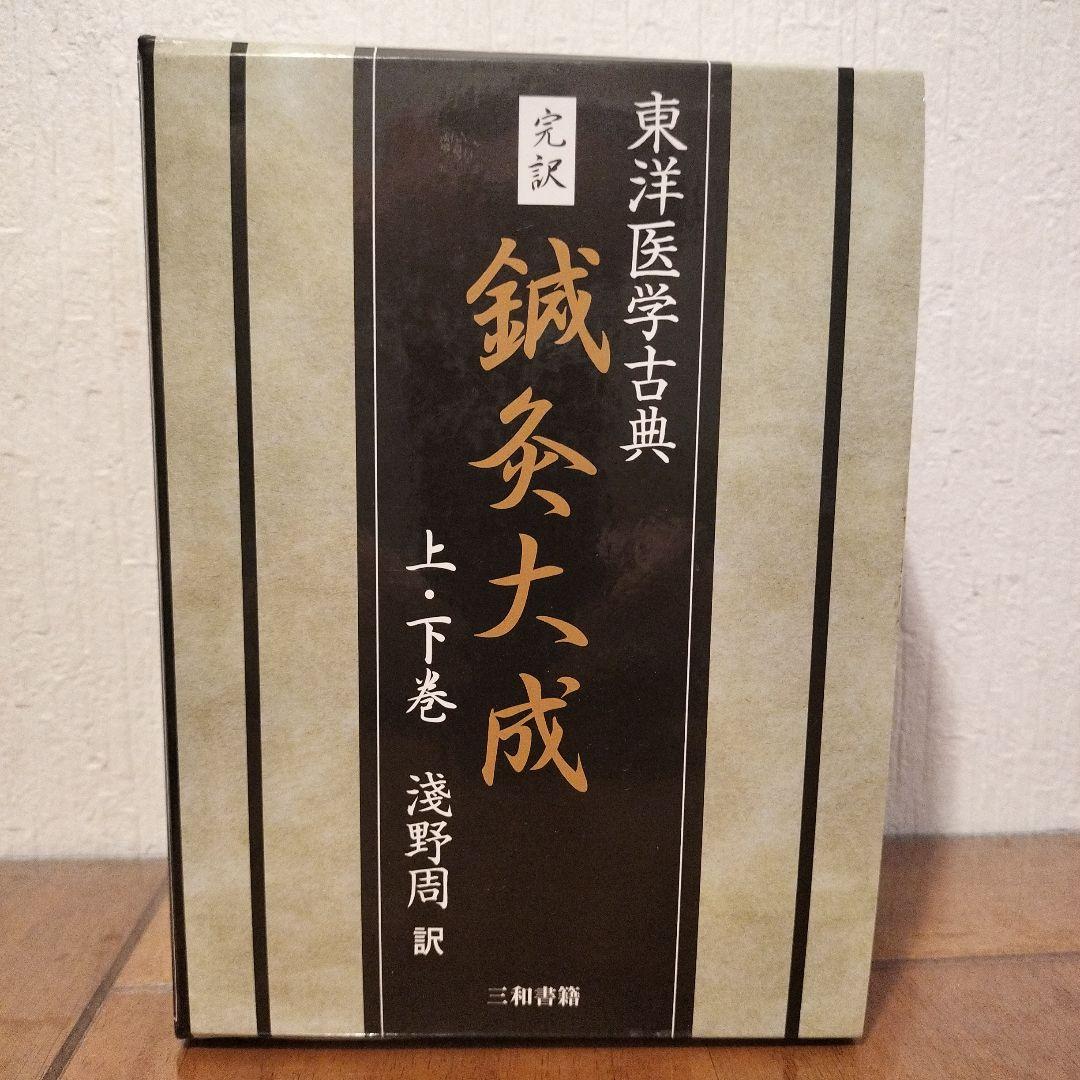 東洋医学古典
完訳
鍼灸大成
上・下巻 淺野周 訳
三和書籍